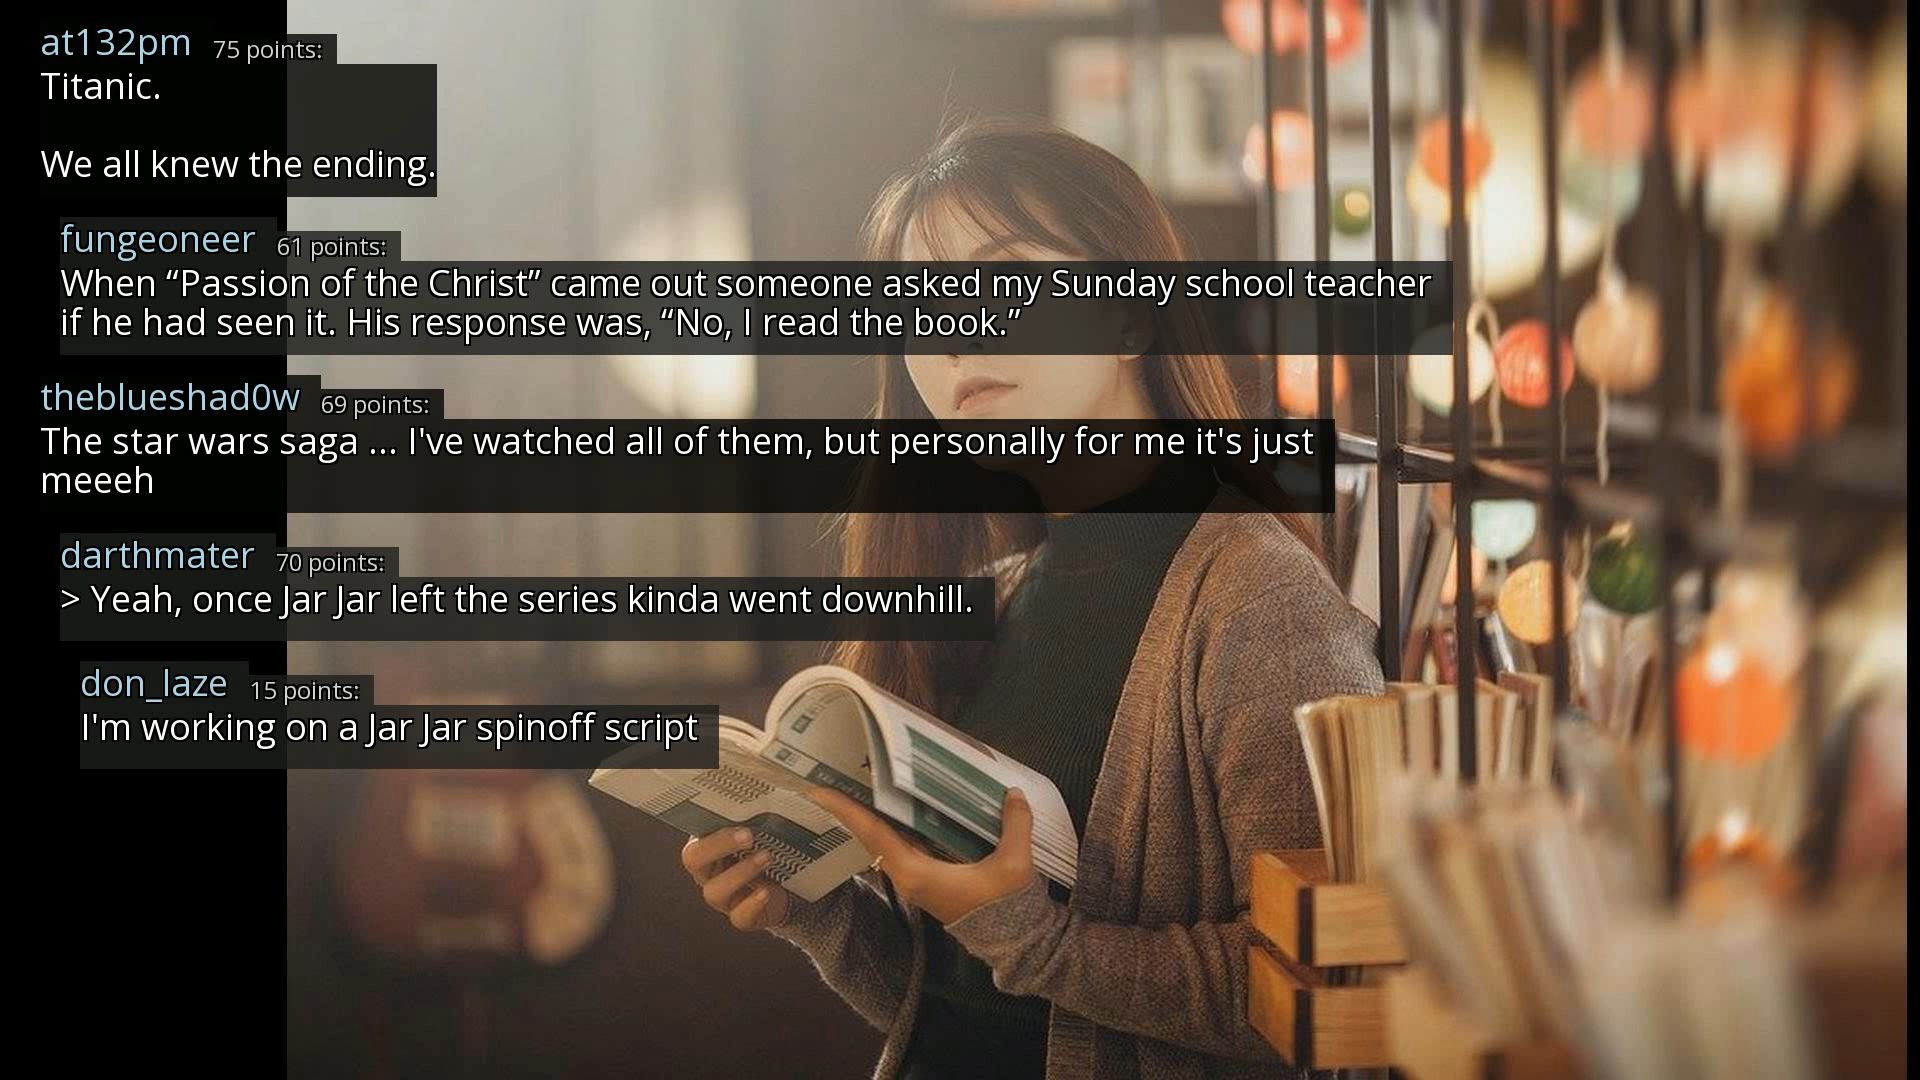 at132pm 75 points:
Titanic.
We all knew the ending.
fungeoneer 61 points:
When “Passion of the Christ” came out someone asked my Sunday school teacher
if he had seen it. His response was, “No, I read the book.”
theblueshad0w 69 points:
The star wars saga ... I've watched all of them, but personally for me it's just
meeeh
darthmater 70 points:
> Yeah, once Jar Jar left the series kinda went downhill.
don_laze 15 points:
I'm working on a Jar Jar spinoff script